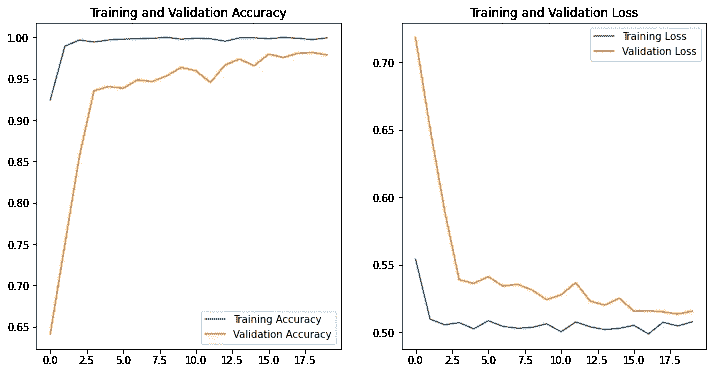 Training and Validation Accuracy
1.00
0.95
0.90
0.85
0.80
0.75
0.70
0.65
Training Accuracy
Validation Accuracy
0.0 2.5 5.0 7.5 10.0 12.5 15.0 17.5
Training and Validation Loss
Training Loss
Validation Loss
0.70
0.65
0.60
0.55
0.50
0.0 2.5 5.0 7.5 10.0 12.5 15.0 17.5